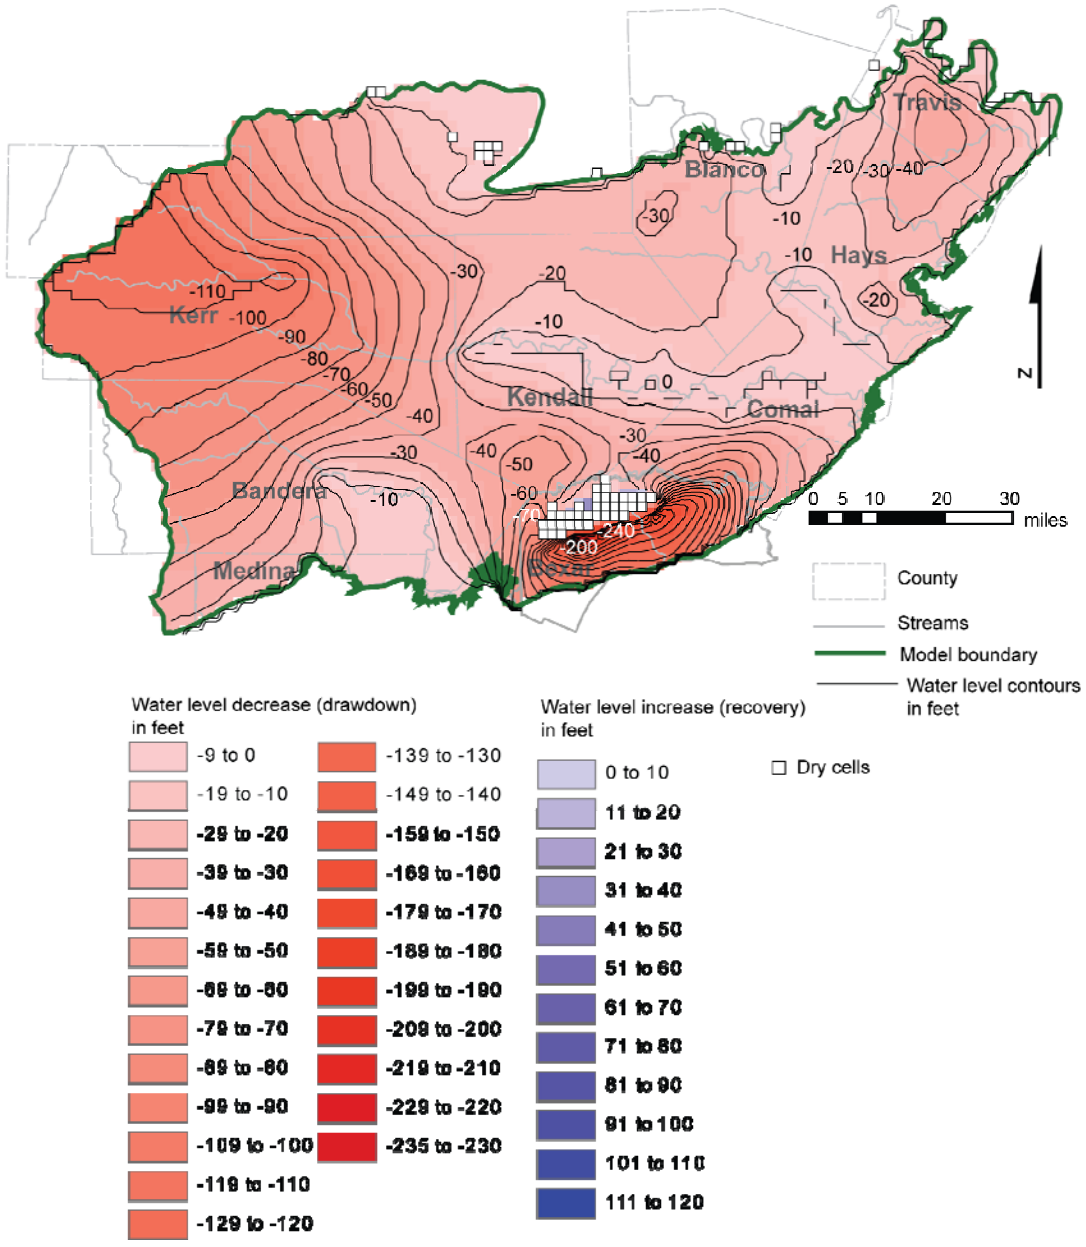 Travis
Blanco
-20
-30
-40
-30
-10
-10
Hays
-30
-20
-20
-110
Kerr
-100
-10
-90
-80
-70
-60
-50
-40
0
Kendall
Comal
-30
-30
-40
-40
-50
Bandera
-10
-60
-70
-240
-200
Medina
Bexar
N
0 5 10 20 30
miles
County
Streams
Model boundary
Water level contours
in feet
Water level decrease (drawdown)
in feet
-9 to 0
-19 to -10
-29 to -20
-39 to -30
-49 to -40
-59 to -50
-69 to -60
-79 to -70
-89 to -80
-99 to -90
-109 to -100
-119 to -110
-129 to -120
-139 to -130
-149 to -140
-159 to -150
-169 to -160
-179 to -170
-189 to -180
-199 to -190
-209 to -200
-219 to -210
-229 to -220
-235 to -230
Water level increase (recovery)
in feet
0 to 10
11 to 20
21 to 30
31 to 40
41 to 50
51 to 60
61 to 70
71 to 80
81 to 90
91 to 100
101 to 110
111 to 120
Dry cells